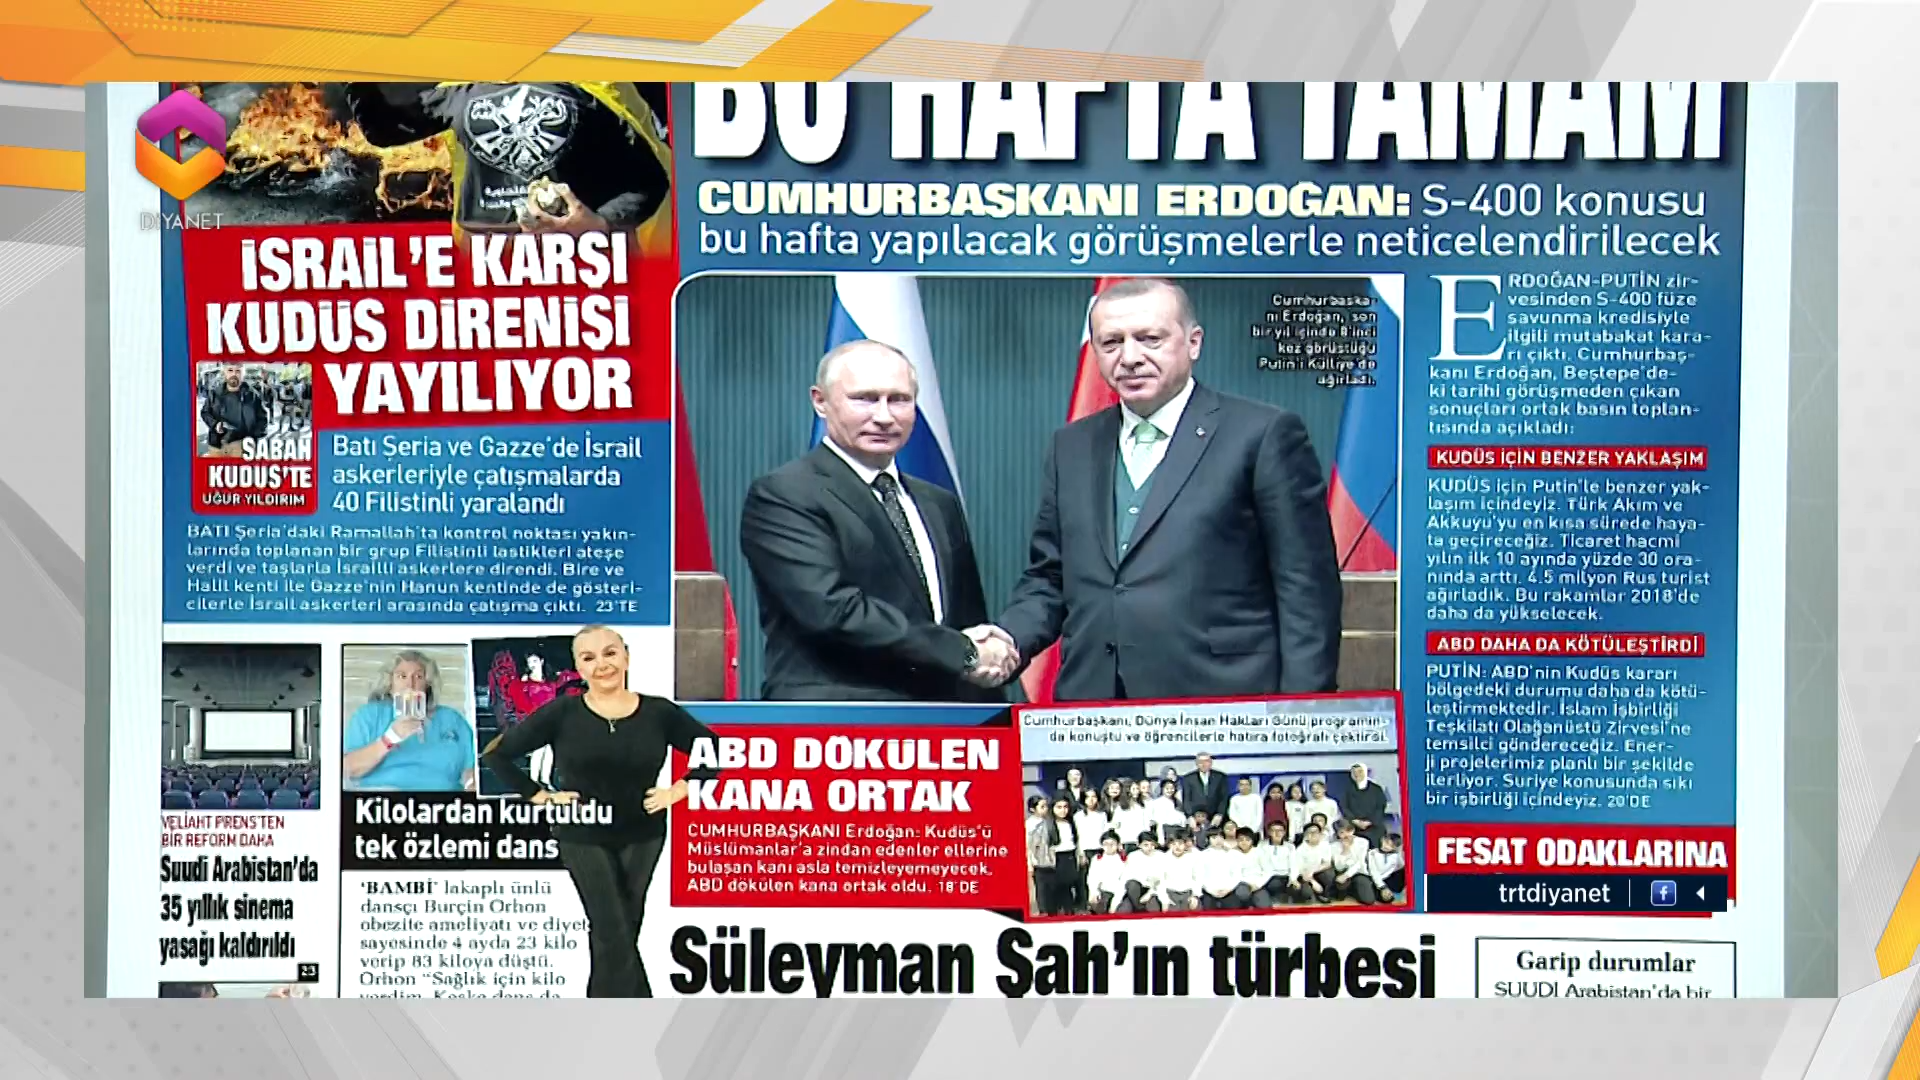 DİYANET
İSRAİL'E KARŞI
KUDÜS DİRENİŞİ
YAYILIYOR
SABAH
KUDÜS'TE
UĞUR YILDIRIM
Batı Şeria ve Gazze'de İsrail
askerleriyle çatışmalarda
40 Filistinli yaralandı
BATI Şeria'daki Ramallah'ta kontrol noktası yakın-
larında toplanan bir grup Filistinli lastikleri ateşe
verdi ve taşlarla İsrailli askerlere direndi. Bire ve
Halil kenti ile Gazze'nin Hanun kentinde de gösteri-
cilerle İsrail askerleri arasında çatışma çıktı. 23'TE
BU HAFTA TAMAM
CUMHURBAŞKANI ERDOĞAN: S-400 konusu
bu hafta yapılacak görüşmelerle neticelendirilecek
Cumhurbaşka-
nı Erdoğan, son
bir yıl içinde 8'inci
kez görüştüğü
Putin'i Külliye'de
ağırladı.
ERDOĞAN-PUTİN zir-
vesinden S-400 füze
savunma kredisiyle
ilgili mutabakat kara-
rı çıktı. Cumhurbaş-
kanı Erdoğan, Beştepe'de-
ki tarihi görüşmeden çıkan
sonuçları ortak basın toplan-
tısında açıkladı:
KUDÜS İÇİN BENZER YAKLAŞIM
KUDÜS için Putin'le benzer yak-
laşım içindeyiz. Türk Akım ve
Akkuyu'yu en kısa sürede haya-
ta geçireceğiz. Ticaret hacmi
yılın ilk 10 ayında yüzde 30 ora-
nında arttı. 4.5 milyon Rus turist
ağırladık. Bu rakamlar 2018'de
daha da yükselecek.
ABD DAHA DA KÖTÜLEŞTİRDİ
PUTİN: ABD'nin Kudüs kararı
bölgedeki durumu daha da kötü-
leştirmektedir. İslam İşbirliği
Teşkilatı Olağanüstü Zirvesi'ne
temsilci göndereceğiz. Ener-
ji projelerimiz planlı bir şekilde
ilerliyor. Suriye konusunda sıkı
bir işbirliği içindeyiz. 20'DE
FESAT ODAKLARINA
trtdiyanet
ABD DÖKÜLEN
KANA ORTAK
CUMHURBAŞKANI Erdoğan: Kudüs'ü
Müslümanlar'a zindan edenler ellerine
bulaşan kanı asla temizleyemeyecek.
ABD dökülen kana ortak oldu. 18'DE
Cumhurbaşkanı, Dünya İnsan Hakları Günü programın-
da konuştu ve öğrencilerle hatıra fotoğrafı çektirdi.
VELİAHT PRENS'TEN
BİR REFORM DAHA
Suudi Arabistan'da
35 yıllık sinema
yasağı kaldırıldı
23
Kilolardan kurtuldu
tek özlemi dans
'BAMBİ' lakaplı ünlü
dansçı Burçin Orhon
obezite ameliyatı ve diyet
sayesinde 4 ayda 23 kilo
verip 83 kiloya düştü.
Orhon "Sağlık için kilo
verdim. Keşke dans da
Süleyman Şah'ın türbesi
Garip durumlar
SUUDİ Arabistan'da bir